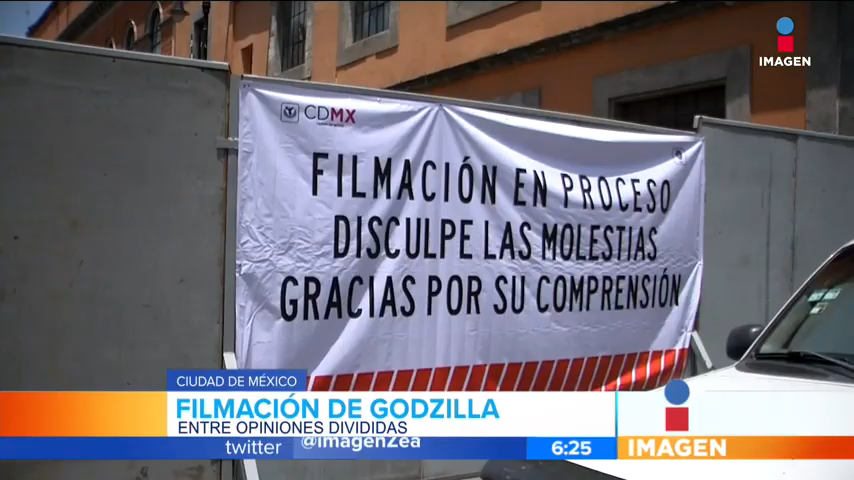 IMAGEN
CDMX
FILMACIÓN EN PROCESO
DISCULPE LAS MOLESTIAS
GRACIAS POR SU COMPRENSIÓN
CIUDAD DE MÉXICO
FILMACIÓN DE GODZILLA
ENTRE OPINIONES DIVIDIDAS
twitter @ImagenZea 6:25 IMAGEN